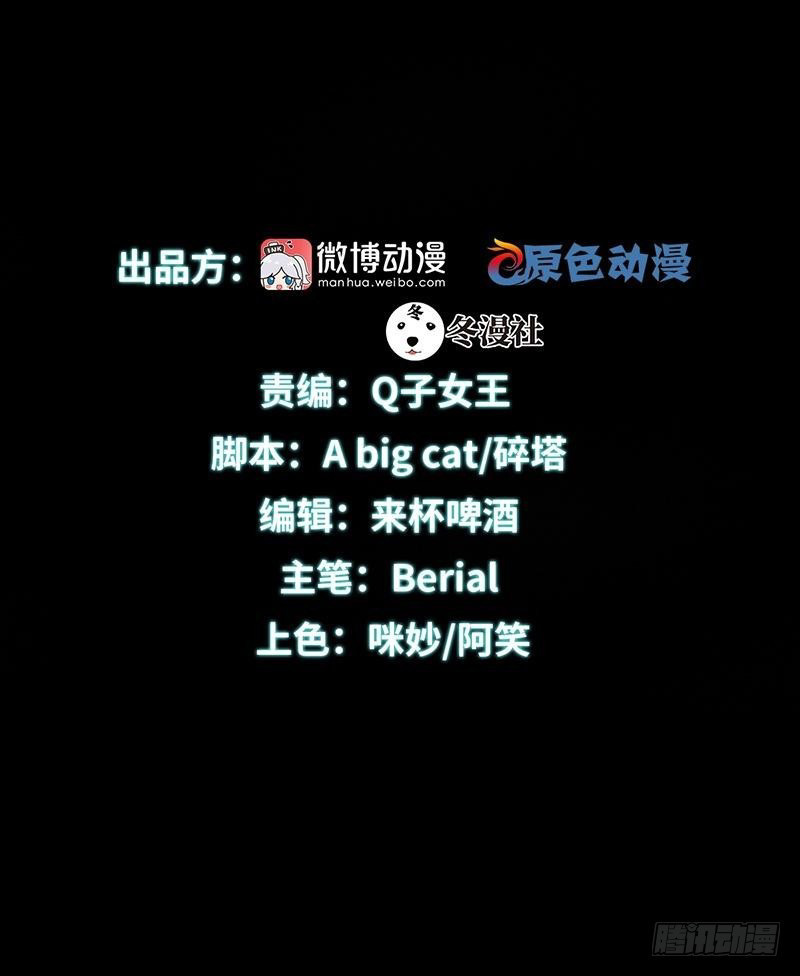 出品方： INK 微博动漫 原色动漫
manhua.weibo.com
冬 冬漫社
责编：Q子女王
脚本：A big cat/碎塔
编辑：来杯啤酒
主笔：Berial
上色：咪妙/阿笑
腾讯动漫